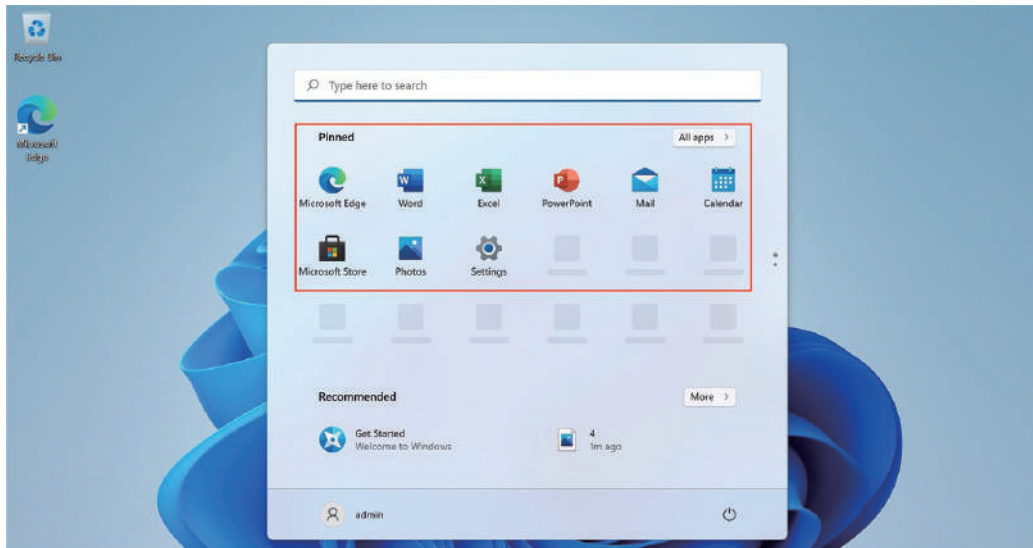 Recycle Bin
Microsoft
Edge
Type here to search
Pinned
All apps >
Microsoft Edge
Word
Excel
PowerPoint
Mail
Calendar
Microsoft Store
Photos
Settings
Recommended
More >
Get Started
Welcome to Windows
4
1m ago
admin